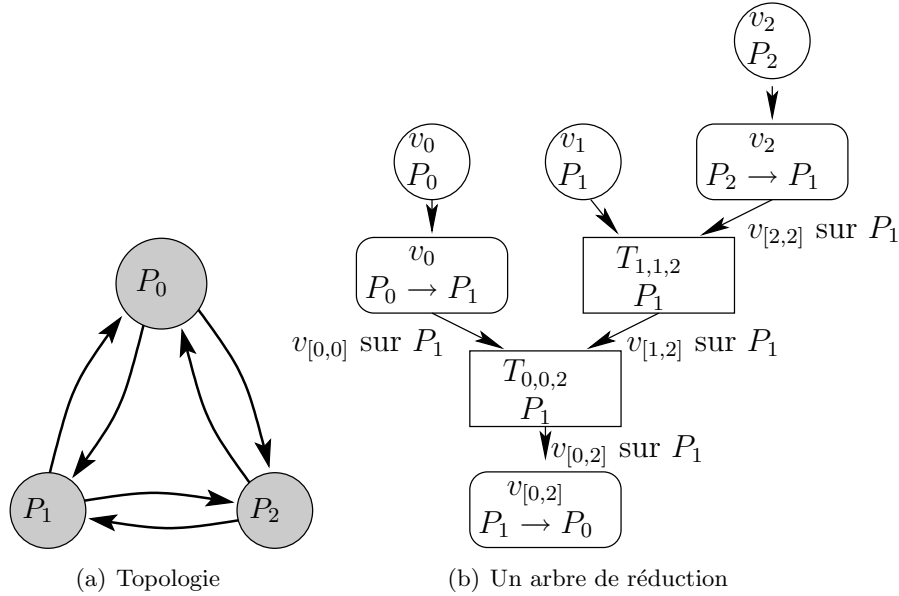 v₂
P₂
v₀
P₀
v₁
P₁
v₂
P₂ → P₁
v[2,2] sur P₁
v₀
P₀ → P₁
T₁,₁,₂
P₁
P₀
v[0,0] sur P₁
v[1,2] sur P₁
T₀,₀,₂
P₁
v[0,2] sur P₁
P₁
P₂
v[0,2]
P₁ → P₀
(a) Topologie
(b) Un arbre de réduction